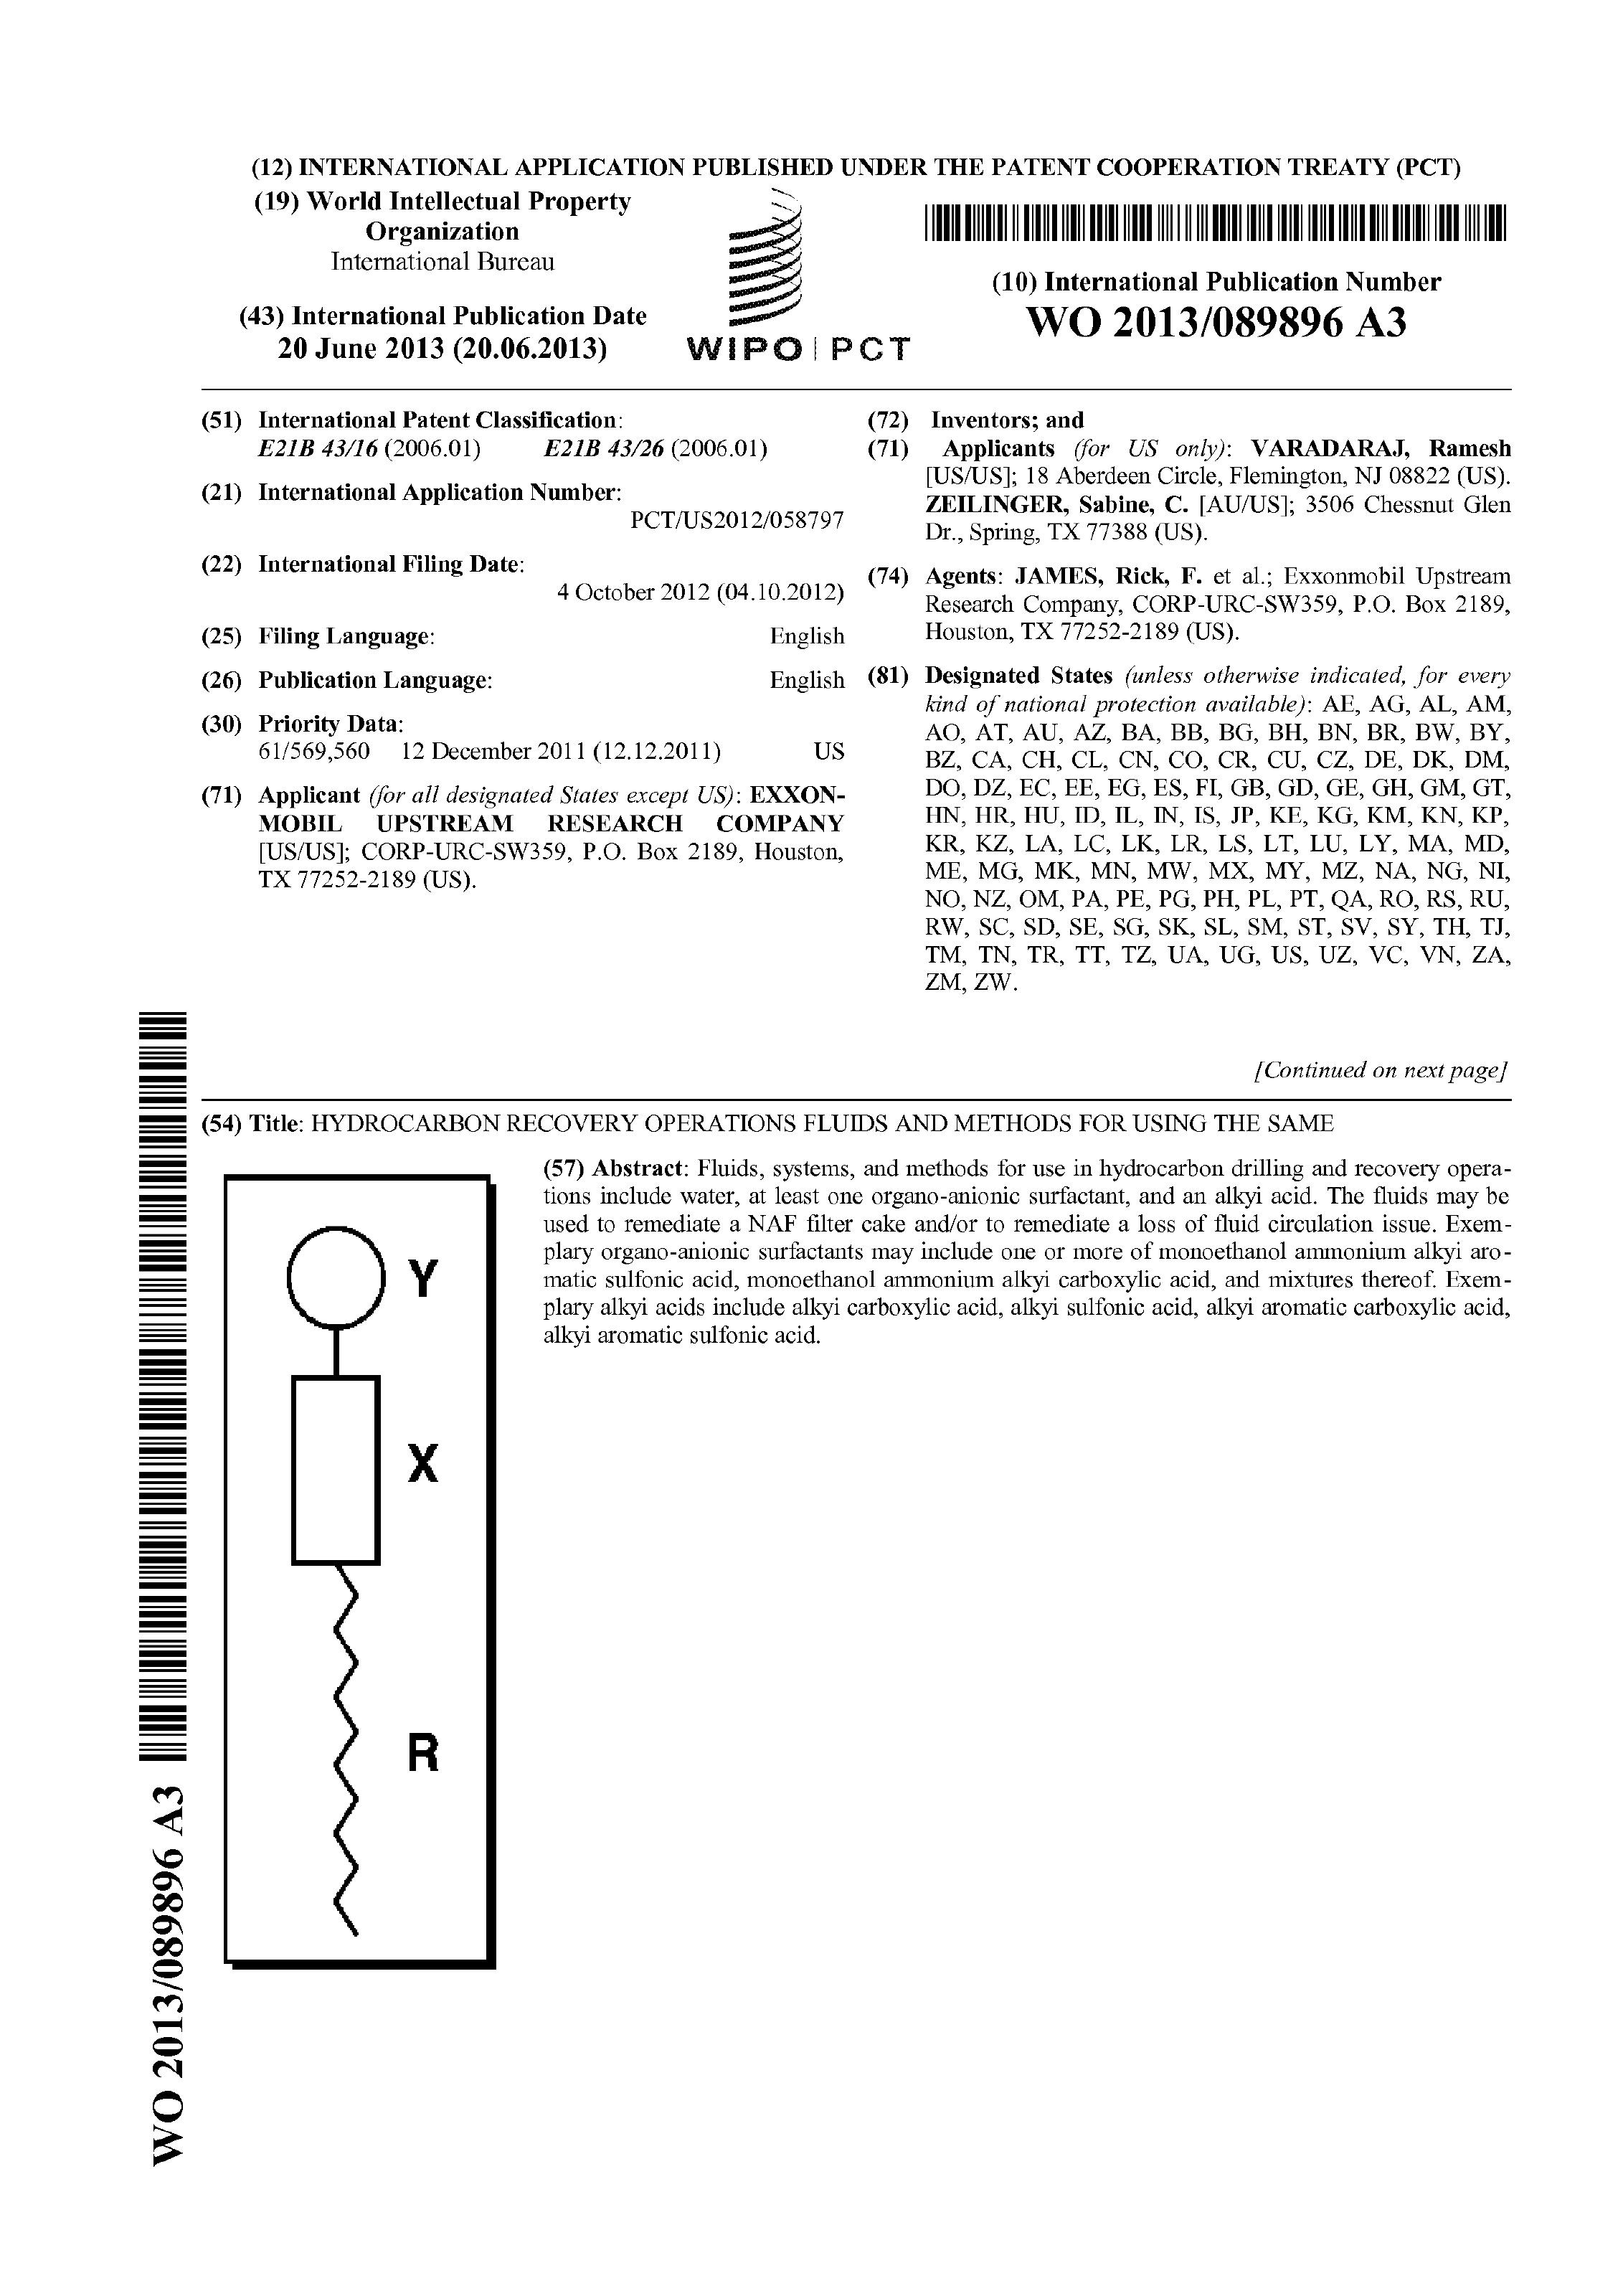 (12) INTERNATIONAL APPLICATION PUBLISHED UNDER THE PATENT COOPERATION TREATY (PCT)
(19) World Intellectual Property
Organization
International Bureau
(43) International Publication Date
20 June 2013 (20.06.2013)
WIPO | PCT
(10) International Publication Number
WO 2013/089896 A3
(51) International Patent Classification:
E21B 43/16 (2006.01) E21B 43/26 (2006.01)
(21) International Application Number:
PCT/US2012/058797
(22) International Filing Date:
4 October 2012 (04.10.2012)
(25) Filing Language: English
(26) Publication Language: English
(30) Priority Data:
61/569,560 12 December 2011 (12.12.2011) US
(71) Applicant (for all designated States except US): EXXON-
MOBIL UPSTREAM RESEARCH COMPANY
[US/US]; CORP-URC-SW359, P.O. Box 2189, Houston,
TX 77252-2189 (US).
(72) Inventors; and
(71) Applicants (for US only): VARADARAJ, Ramesh
[US/US]; 18 Aberdeen Circle, Flemington, NJ 08822 (US).
ZEILINGER, Sabine, C. [AU/US]; 3506 Chessnut Glen
Dr., Spring, TX 77388 (US).
(74) Agents: JAMES, Rick, F. et al.; Exxonmobil Upstream
Research Company, CORP-URC-SW359, P.O. Box 2189,
Houston, TX 77252-2189 (US).
(81) Designated States (unless otherwise indicated, for every
kind of national protection available): AE, AG, AL, AM,
AO, AT, AU, AZ, BA, BB, BG, BH, BN, BR, BW, BY,
BZ, CA, CH, CL, CN, CO, CR, CU, CZ, DE, DK, DM,
DO, DZ, EC, EE, EG, ES, FI, GB, GD, GE, GH, GM, GT,
HN, HR, HU, ID, IL, IN, IS, JP, KE, KG, KM, KN, KP,
KR, KZ, LA, LC, LK, LR, LS, LT, LU, LY, MA, MD,
ME, MG, MK, MN, MW, MX, MY, MZ, NA, NG, NI,
NO, NZ, OM, PA, PE, PG, PH, PL, PT, QA, RO, RS, RU,
RW, SC, SD, SE, SG, SK, SL, SM, ST, SV, SY, TH, TJ,
TM, TN, TR, TT, TZ, UA, UG, US, UZ, VC, VN, ZA,
ZM, ZW.
[Continued on next page]
(54) Title: HYDROCARBON RECOVERY OPERATIONS FLUIDS AND METHODS FOR USING THE SAME
(57) Abstract: Fluids, systems, and methods for use in hydrocarbon drilling and recovery opera-
tions include water, at least one organo-anionic surfactant, and an alkyi acid. The fluids may be
used to remediate a NAF filter cake and/or to remediate a loss of fluid circulation issue. Exem-
plary organo-anionic surfactants may include one or more of monoethanol ammonium alkyi aro-
matic sulfonic acid, monoethanol ammonium alkyi carboxylic acid, and mixtures thereof. Exem-
plary alkyi acids include alkyi carboxylic acid, alkyi sulfonic acid, alkyi aromatic carboxylic acid,
alkyi aromatic sulfonic acid.
Y
X
R
WO 2013/089896 A3